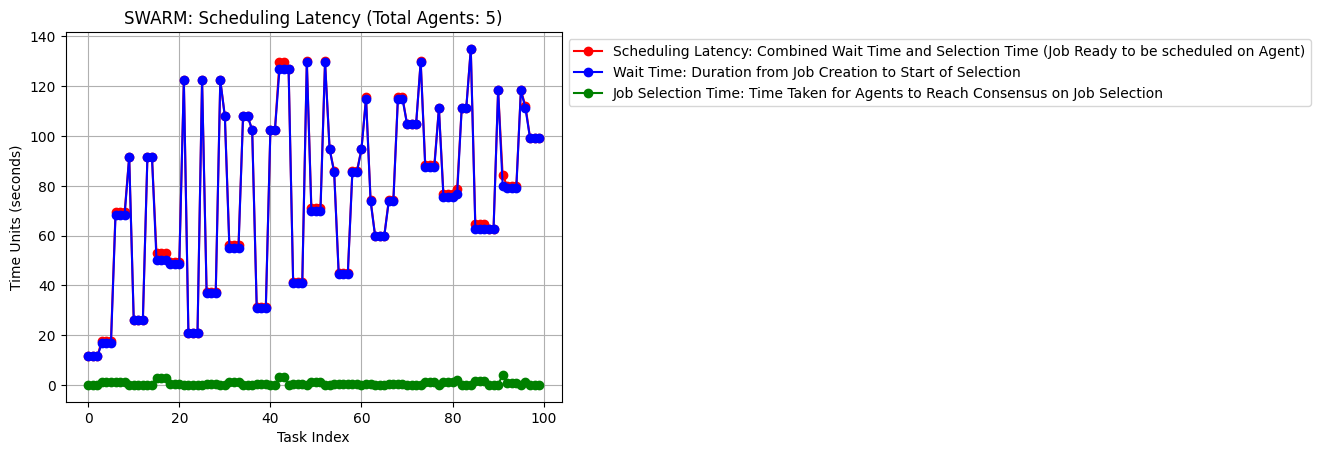 SWARM: Scheduling Latency (Total Agents: 5)
Scheduling Latency: Combined Wait Time and Selection Time (Job Ready to be scheduled on Agent)
Wait Time: Duration from Job Creation to Start of Selection
Job Selection Time: Time Taken for Agents to Reach Consensus on Job Selection
Time Units (seconds)
140
120
100
80
60
40
20
0
0 20 40 60 80 100
Task Index